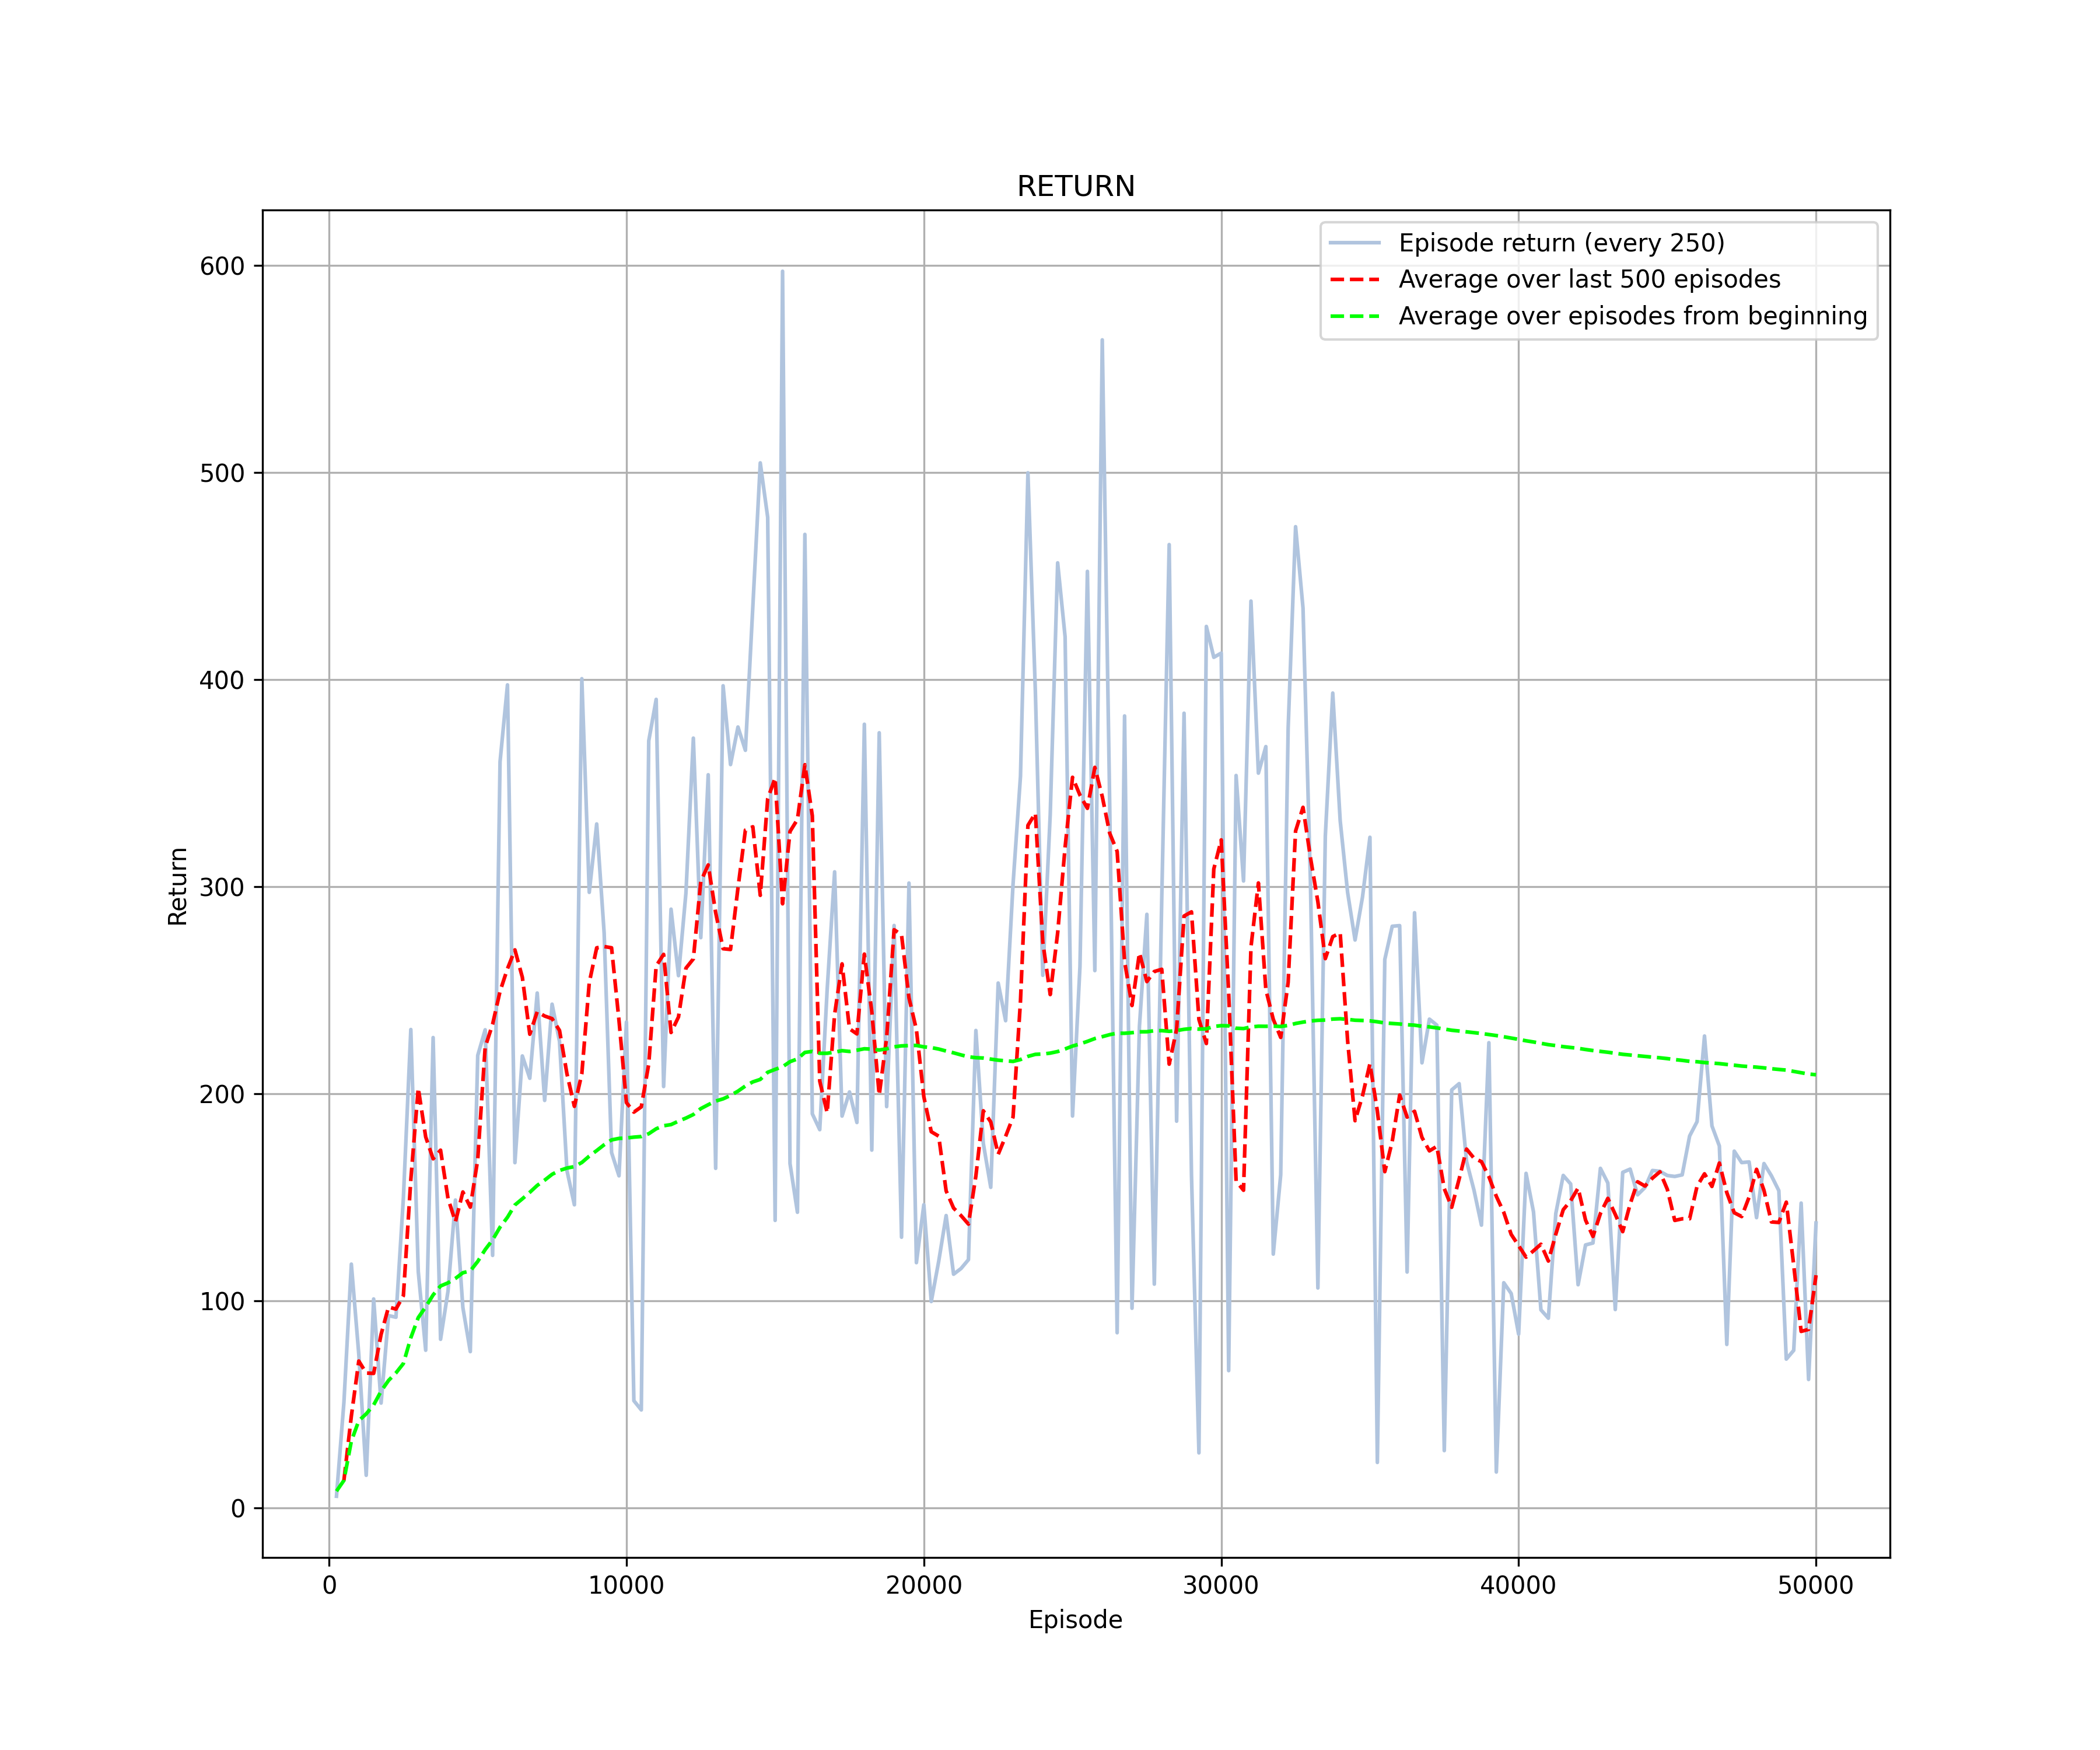 RETURN
Episode return (every 250)
Average over last 500 episodes
Average over episodes from beginning
600
500
400
300
200
100
0
Return
0 10000 20000 30000 40000 50000
Episode